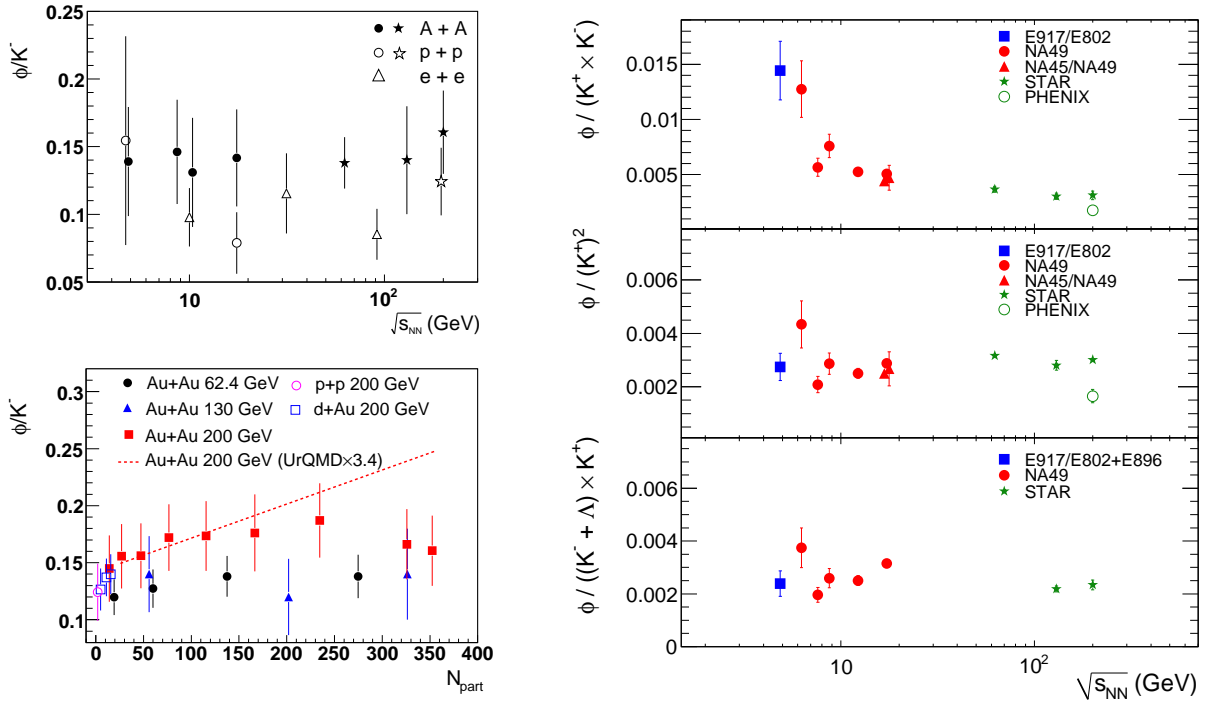 φ/K⁻
0.25
0.2
0.15
0.1
0.05
A + A
p + p
e + e
10
10²
√s_NN (GeV)
φ/K⁻
0.3
0.25
0.2
0.15
0.1
Au+Au 62.4 GeV
p+p 200 GeV
Au+Au 130 GeV
d+Au 200 GeV
Au+Au 200 GeV
Au+Au 200 GeV (UrQMD×3.4)
0 50 100 150 200 250 300 350 400
N_part
φ / (K⁺ × K⁻)
0.015
0.01
0.005
E917/E802
NA49
NA45/NA49
STAR
PHENIX
φ / (K⁺)²
0.006
0.004
0.002
E917/E802
NA49
NA45/NA49
STAR
PHENIX
φ / ((K⁻ + Λ) × K⁺)
0.006
0.004
0.002
0
E917/E802+E896
NA49
STAR
10
10²
√s_NN (GeV)